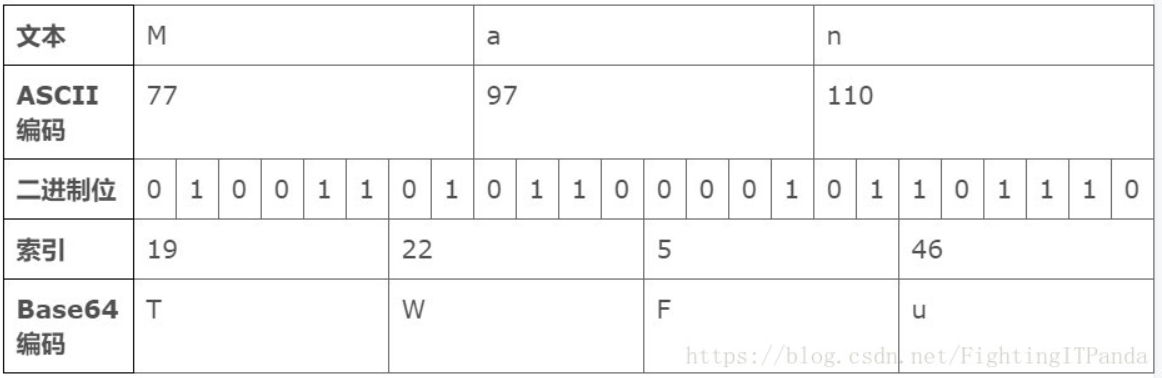 文本 M a n
ASCII 77 97 110
编码
二进制位 0 1 0 0 1 1 0 1 0 1 1 0 0 0 0 1 0 1 1 0 1 1 1 0
索引 19 22 5 46
Base64 T W F u
编码
https://blog.csdn.net/FightingITPanda